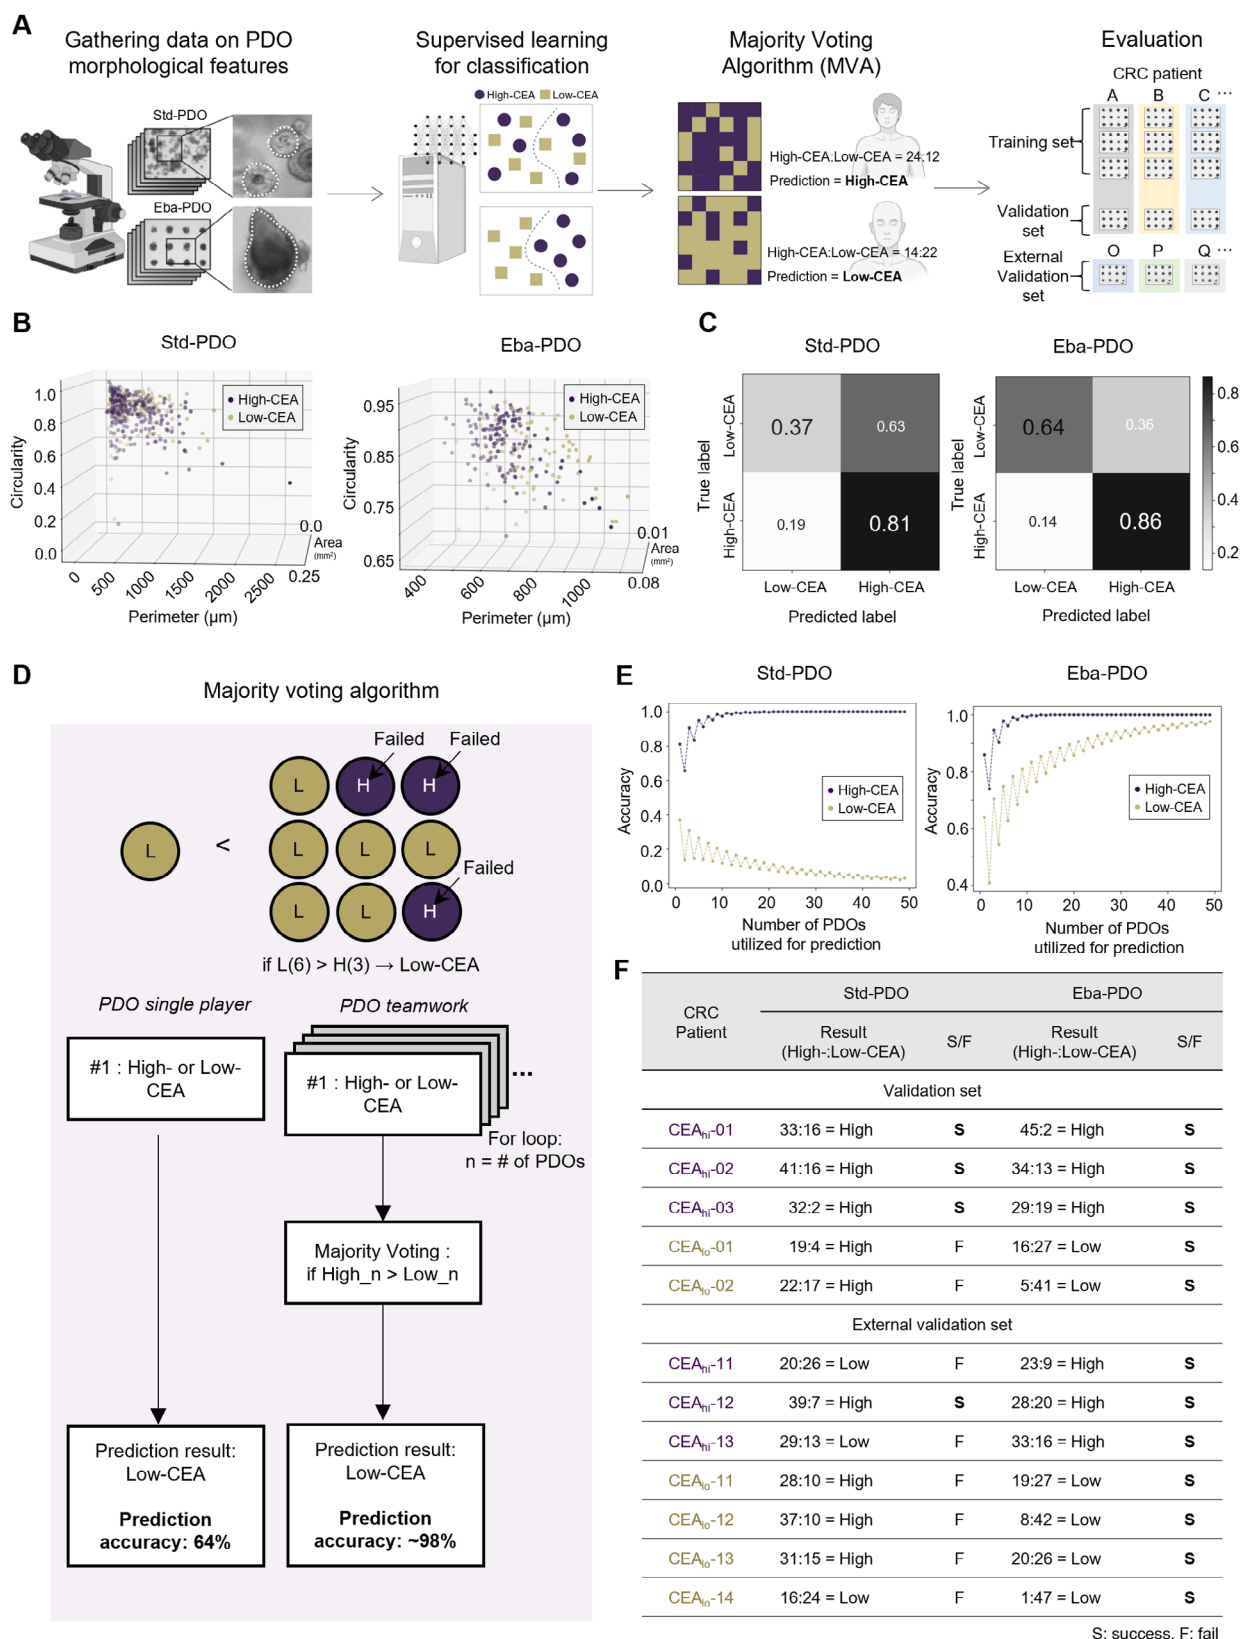 A
Gathering data on PDO
morphological features
Std-PDO
Eba-PDO
Supervised learning
for classification
High-CEA Low-CEA
Majority Voting
Algorithm (MVA)
High-CEA:Low-CEA = 24:12
Prediction = High-CEA
High-CEA:Low-CEA = 14:22
Prediction = Low-CEA
Evaluation
CRC patient
A B C ...
Training set
Validation
set
External
Validation
set
O P Q ...
B
Std-PDO
High-CEA
Low-CEA
Circularity
1.0
0.8
0.6
0.4
0.2
0.0
0
500
1000
1500
2000
2500
Perimeter (µm)
0.0
Area
(mm²)
0.25
Eba-PDO
High-CEA
Low-CEA
Circularity
0.95
0.85
0.75
0.65
400
600
800
1000
Perimeter (µm)
0.01
Area
(mm²)
0.08
C
Std-PDO
True label
Low-CEA
High-CEA
0.37 0.63
0.19 0.81
Low-CEA High-CEA
Predicted label
Eba-PDO
True label
Low-CEA
High-CEA
0.64 0.36
0.14 0.86
Low-CEA High-CEA
Predicted label
0.8
0.6
0.4
0.2
D
Majority voting algorithm
Failed Failed
L H H
L < L L L
Failed
L L H
if L(6) > H(3) → Low-CEA
PDO single player
PDO teamwork
#1 : High- or Low-
CEA
#1 : High- or Low-
CEA
...
For loop:
n = # of PDOs
Majority Voting :
if High_n > Low_n
Prediction result:
Low-CEA
Prediction
accuracy: 64%
Prediction result:
Low-CEA
Prediction
accuracy: ~98%
E
Std-PDO
Accuracy
1.0
0.8
0.6
0.4
0.2
0.0
High-CEA
Low-CEA
0 10 20 30 40 50
Number of PDOs
utilized for prediction
Eba-PDO
Accuracy
1.0
0.8
0.6
0.4
High-CEA
Low-CEA
0 10 20 30 40 50
Number of PDOs
utilized for prediction
F
CRC
Patient
Std-PDO Eba-PDO
Result
(High-:Low-CEA) S/F Result
(High-:Low-CEA) S/F
Validation set
CEAhi-01 33:16 = High S 45:2 = High S
CEAhi-02 41:16 = High S 34:13 = High S
CEAhi-03 32:2 = High S 29:19 = High S
CEAlo-01 19:4 = High F 16:27 = Low S
CEAlo-02 22:17 = High F 5:41 = Low S
External validation set
CEAhi-11 20:26 = Low F 23:9 = High S
CEAhi-12 39:7 = High S 28:20 = High S
CEAhi-13 29:13 = Low F 33:16 = High S
CEAlo-11 28:10 = High F 19:27 = Low S
CEAlo-12 37:10 = High F 8:42 = Low S
CEAlo-13 31:15 = High F 20:26 = Low S
CEAlo-14 16:24 = Low F 1:47 = Low S
S: success, F: fail